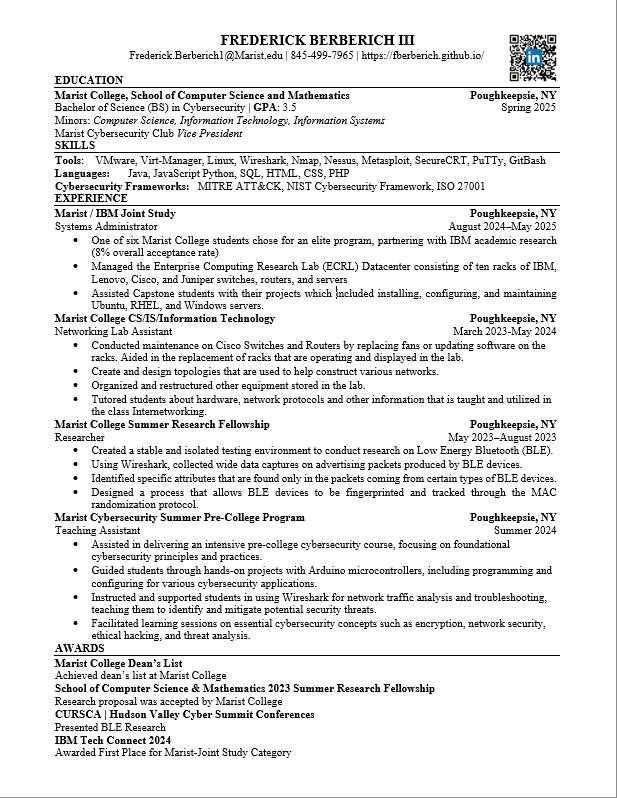 FREDERICK BERBERICH III
Frederick.Berberich1@Marist.edu | 845-499-7965 | https://fberberich.github.io/
in
EDUCATION
Marist College, School of Computer Science and Mathematics Poughkeepsie, NY
Bachelor of Science (BS) in Cybersecurity | GPA: 3.5 Spring 2025
Minors: Computer Science, Information Technology, Information Systems
Marist Cybersecurity Club Vice President
SKILLS
Tools: VMware, Virt-Manager, Linux, Wireshark, Nmap, Nessus, Metasploit, SecureCRT, PuTTy, GitBash
Languages: Java, JavaScript Python, SQL, HTML, CSS, PHP
Cybersecurity Frameworks: MITRE ATT&CK, NIST Cybersecurity Framework, ISO 27001
EXPERIENCE
Marist / IBM Joint Study Poughkeepsie, NY
Systems Administrator August 2024–May 2025
• One of six Marist College students chose for an elite program, partnering with IBM academic research
(8% overall acceptance rate)
• Managed the Enterprise Computing Research Lab (ECRL) Datacenter consisting of ten racks of IBM,
Lenovo, Cisco, and Juniper switches, routers, and servers
• Assisted Capstone students with their projects which included installing, configuring, and maintaining
Ubuntu, RHEL, and Windows servers.
Marist College CS/IS/Information Technology Poughkeepsie, NY
Networking Lab Assistant March 2023-May 2024
• Conducted maintenance on Cisco Switches and Routers by replacing fans or updating software on the
racks. Aided in the replacement of racks that are operating and displayed in the lab.
• Create and design topologies that are used to help construct various networks.
• Organized and restructured other equipment stored in the lab.
• Tutored students about hardware, network protocols and other information that is taught and utilized in
the class Internetworking.
Marist College Summer Research Fellowship Poughkeepsie, NY
Researcher May 2023–August 2023
• Created a stable and isolated testing environment to conduct research on Low Energy Bluetooth (BLE).
• Using Wireshark, collected wide data captures on advertising packets produced by BLE devices.
• Identified specific attributes that are found only in the packets coming from certain types of BLE devices.
• Designed a process that allows BLE devices to be fingerprinted and tracked through the MAC
randomization protocol.
Marist Cybersecurity Summer Pre-College Program Poughkeepsie, NY
Teaching Assistant Summer 2024
• Assisted in delivering an intensive pre-college cybersecurity course, focusing on foundational
cybersecurity principles and practices.
• Guided students through hands-on projects with Arduino microcontrollers, including programming and
configuring for various cybersecurity applications.
• Instructed and supported students in using Wireshark for network traffic analysis and troubleshooting,
teaching them to identify and mitigate potential security threats.
• Facilitated learning sessions on essential cybersecurity concepts such as encryption, network security,
ethical hacking, and threat analysis.
AWARDS
Marist College Dean's List
Achieved dean's list at Marist College
School of Computer Science & Mathematics 2023 Summer Research Fellowship
Research proposal was accepted by Marist College
CURSCA | Hudson Valley Cyber Summit Conferences
Presented BLE Research
IBM Tech Connect 2024
Awarded First Place for Marist-Joint Study Category